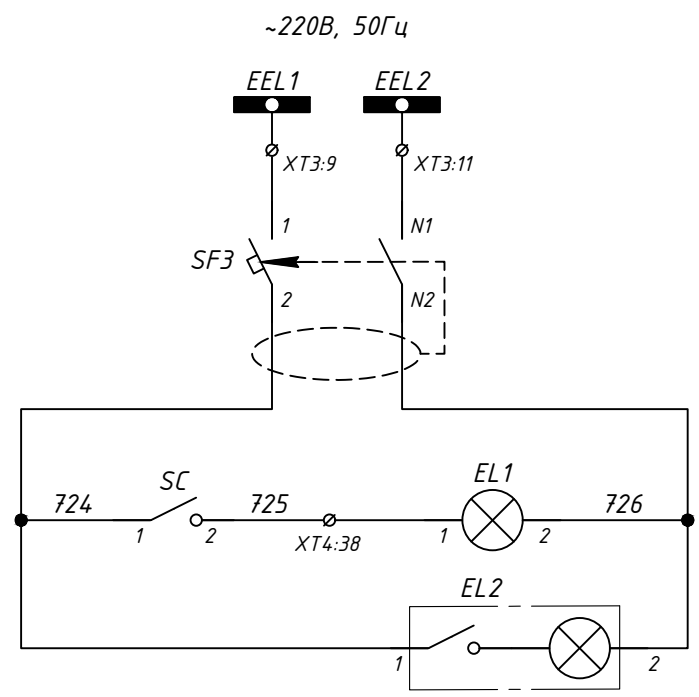 ~220В, 50Гц
EEL1 EEL2
XT3:9 XT3:11
1 N1
SF3
2 N2
SC EL1
724 725 726
1 2 XT4:38 1 2
EL2
1 2